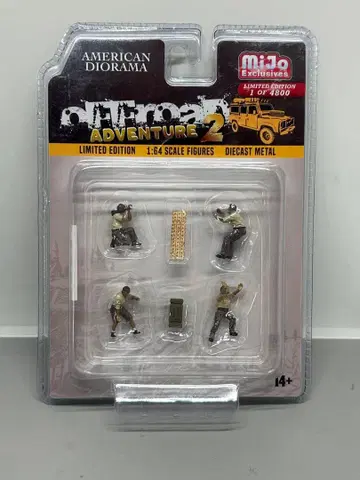 AMERICAN
DIORAMA
MiJo
Exclusives
LIMITED EDITION
1 OF 4800
OFFROAD
ADVENTURE 2
LIMITED EDITION 1:64 SCALE FIGURES DIECAST METAL
14+